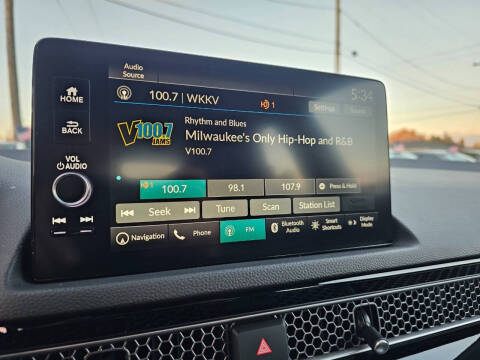 Audio
Source
5:34
HOME
100.7 | WKKV
1
Settings
Sound
Rhythm and Blues
V100.7
JAMS
Milwaukee's Only Hip-Hop and R&B
V100.7
BACK
VOL
AUDIO
1
100.7
98.1
107.9
Press & Hold
Seek
Tune
Scan
Station List
Navigation
Phone
FM
Bluetooth
Audio
Smart
Shortcuts
Display
Mode